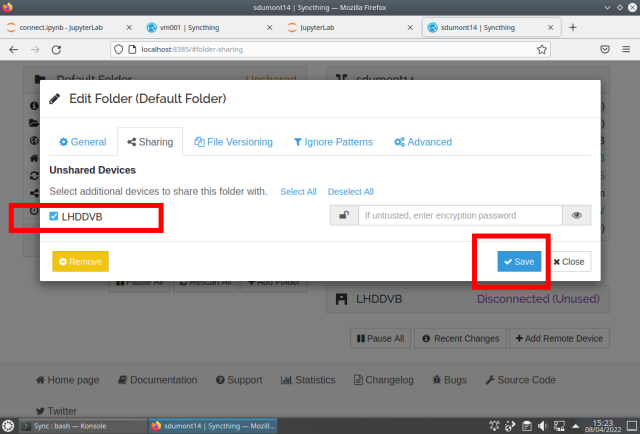 sdumont14 | Syncthing — Mozilla Firefox
connect.ipynb - JupyterLab
vm001 | Syncthing
JupyterLab
sdumont14 | Syncthing
localhost:8385/#folder-sharing
Default Folder
Unshared
sdumont14
Edit Folder (Default Folder)
General
Sharing
File Versioning
Ignore Patterns
Advanced
Unshared Devices
Select additional devices to share this folder with.
Select All
Deselect All
LHDDVB
If untrusted, enter encryption password
Remove
Save
Close
Pause All
Rescan All
Add Folder
LHDDVB
Disconnected (Unused)
Pause All
Recent Changes
Add Remote Device
Home page
Documentation
Support
Statistics
Changelog
Bugs
Source Code
Twitter
Sync : bash — Konsole
sdumont14 | Syncthing — Mozill...
15:23
08/04/2022